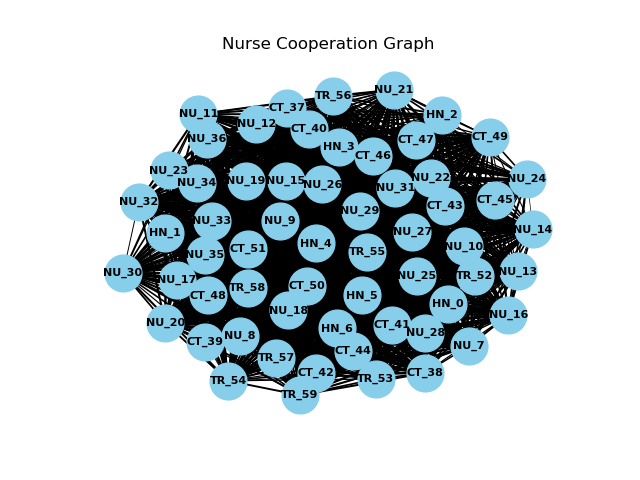 Nurse Cooperation Graph
NU_21
TR_56
CT_37
NU_11
HN_2
NU_12
CT_40
CT_49
NU_36
CT_47
HN_3
CT_46
NU_23
NU_22
NU_24
NU_34
NU_19
NU_15
NU_26
NU_31
CT_45
NU_32
CT_43
NU_29
NU_33
NU_9
NU_14
HN_1
NU_27
HN_4
NU_10
CT_51
TR_55
NU_35
NU_30
NU_13
NU_17
NU_25
TR_52
CT_50
TR_58
CT_48
HN_5
HN_0
NU_18
NU_16
NU_20
CT_41
HN_6
NU_28
NU_8
CT_39
NU_7
CT_44
TR_57
CT_42
CT_38
TR_53
TR_54
TR_59